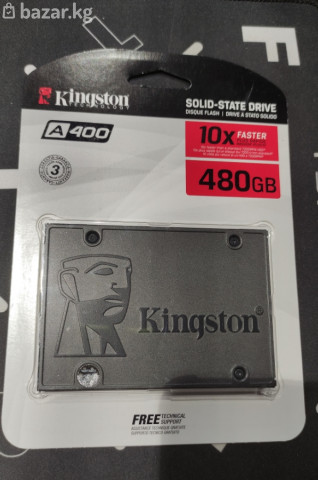 bazar.kg
Kingston
TECHNOLOGY
SOLID-STATE DRIVE
DISQUE FLASH | DRIVE A STATO SOLIDO
A400
10x FASTER
3
480GB
Kingston
FREE TECHNICAL SUPPORT